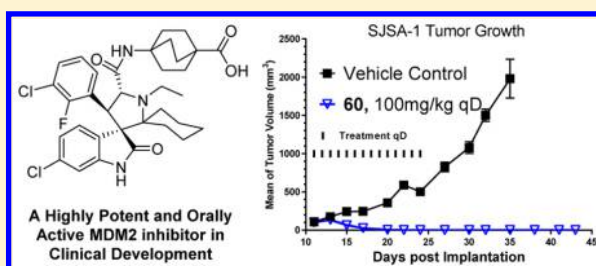 HN
O
OH
O
Cl
F
N
Cl
O
NH
A Highly Potent and Orally
Active MDM2 inhibitor in
Clinical Development
SJSA-1 Tumor Growth
Mean of Tumor Volume (mm³)
2500
2000
1500
1000
500
0
Vehicle Control
60, 100mg/kg qD
Treatment qD
10 15 20 25 30 35 40 45
Days post Implantation